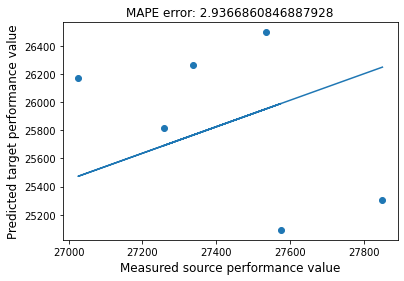 MAPE error: 2.9366860846887928
Predicted target performance value
26400
26200
26000
25800
25600
25400
25200
27000 27200 27400 27600 27800
Measured source performance value